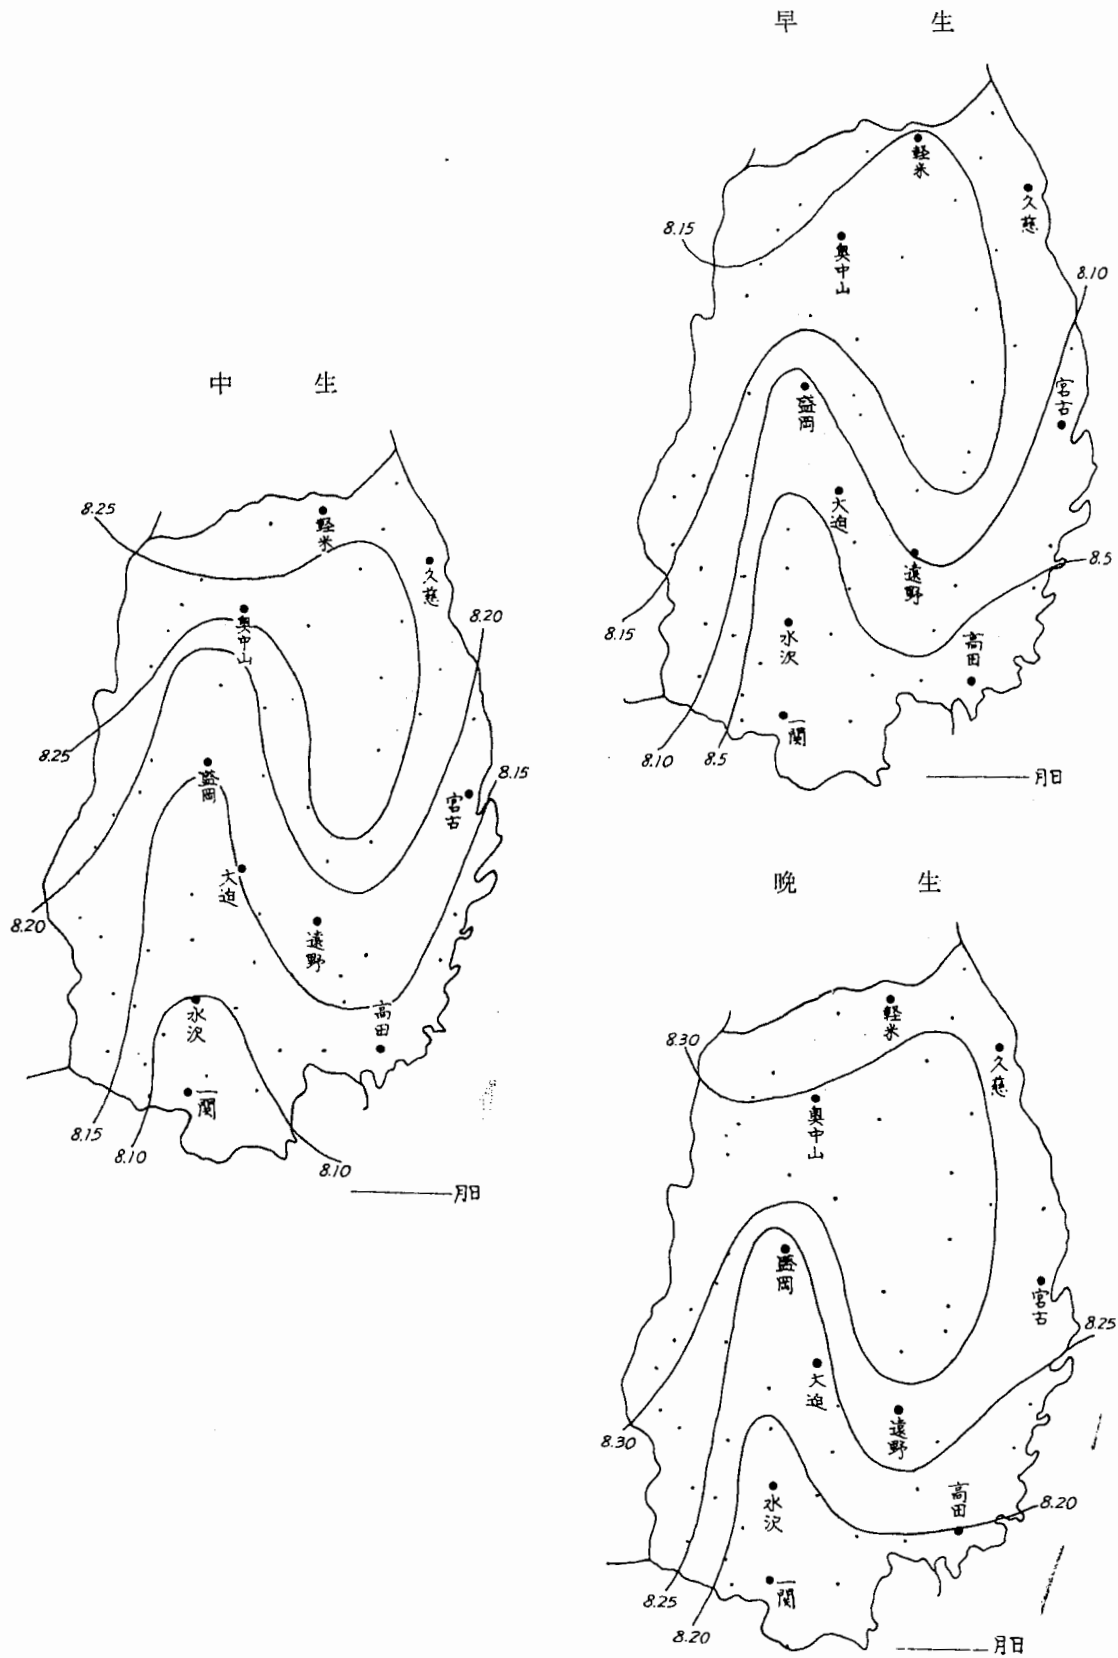 早生
8.15
8.10
軽米
久慈
奥中山
盛岡
宮古
大迫
遠野
8.5
8.15
水沢
高田
一関
8.10
8.5
月日
中生
8.25
軽米
久慈
奥中山
8.20
8.25
盛岡
8.15
宮古
大迫
8.20
遠野
水沢
高田
一関
8.15
8.10
8.10
月日
晩生
8.30
軽米
久慈
奥中山
盛岡
宮古
8.25
大迫
遠野
8.30
水沢
高田
8.20
一関
8.25
8.20
月日